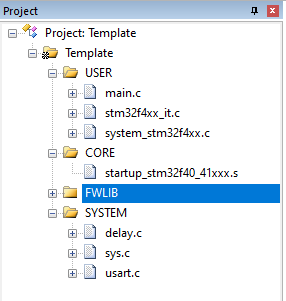 Project
Project: Template
Template
USER
main.c
stm32f4xx_it.c
system_stm32f4xx.c
CORE
startup_stm32f40_41xxx.s
FWLIB
SYSTEM
delay.c
sys.c
usart.c